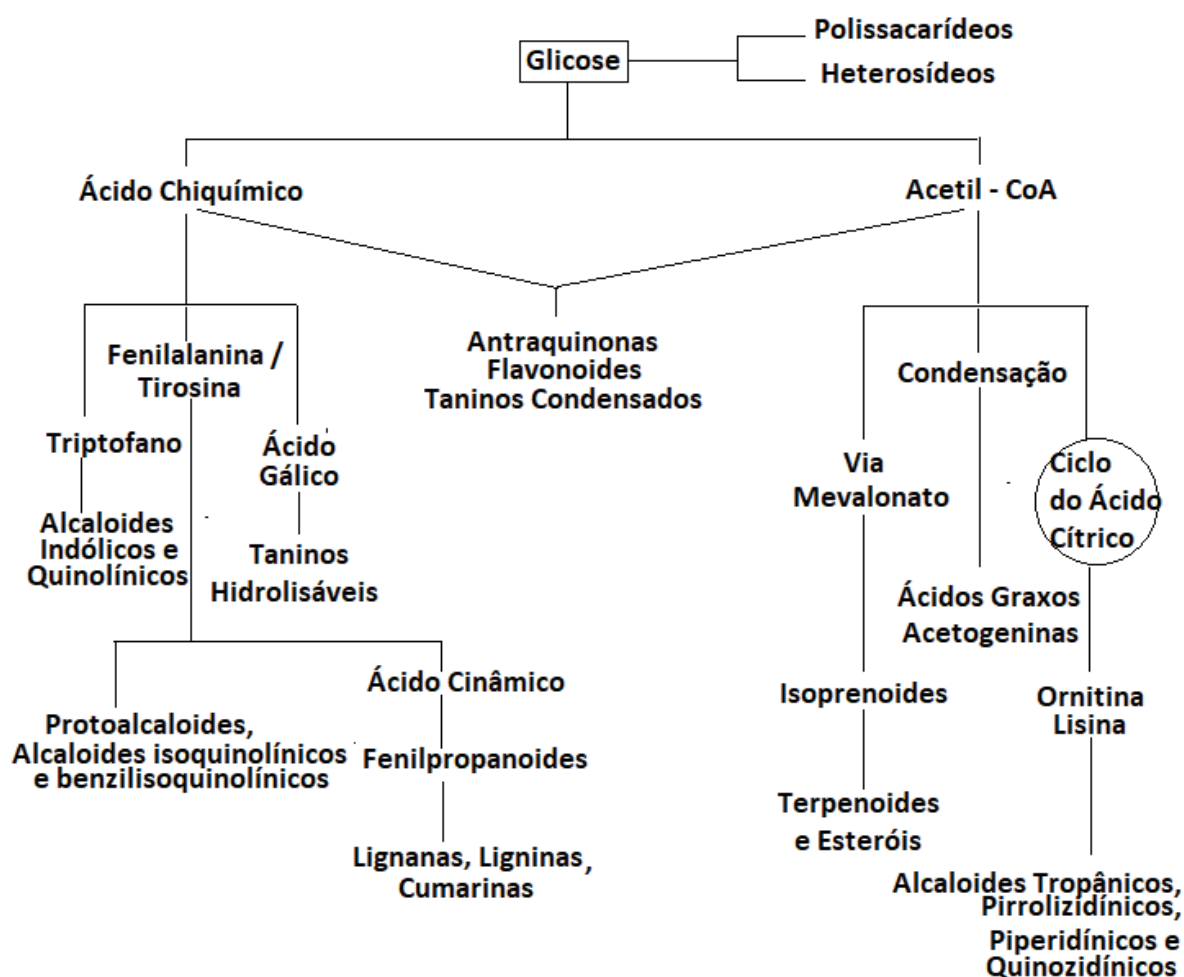 Glicose
Polissacarídeos
Heterosídeos
Ácido Chiquímico
Acetil - CoA
Antraquinonas
Flavonoides
Taninos Condensados
Fenilalanina /
Tirosina
Triptofano
Ácido
Gálico
Alcaloides
Indólicos e
Quinolínicos
Taninos
Hidrolisáveis
Condensação
Via
Mevalonato
Ciclo
do Ácido
Cítrico
Ácidos Graxos
Acetogeninas
Ácido Cinâmico
Isoprenoides
Ornitina
Lisina
Protoalcaloides,
Alcaloides isoquinolínicos
e benzilisoquinolínicos
Fenilpropanoides
Terpenoides
e Esteróis
Lignanas, Ligninas,
Cumarinas
Alcaloides Tropânicos,
Pirrolizídínicos,
Piperidínicos e
Quinozidínicos